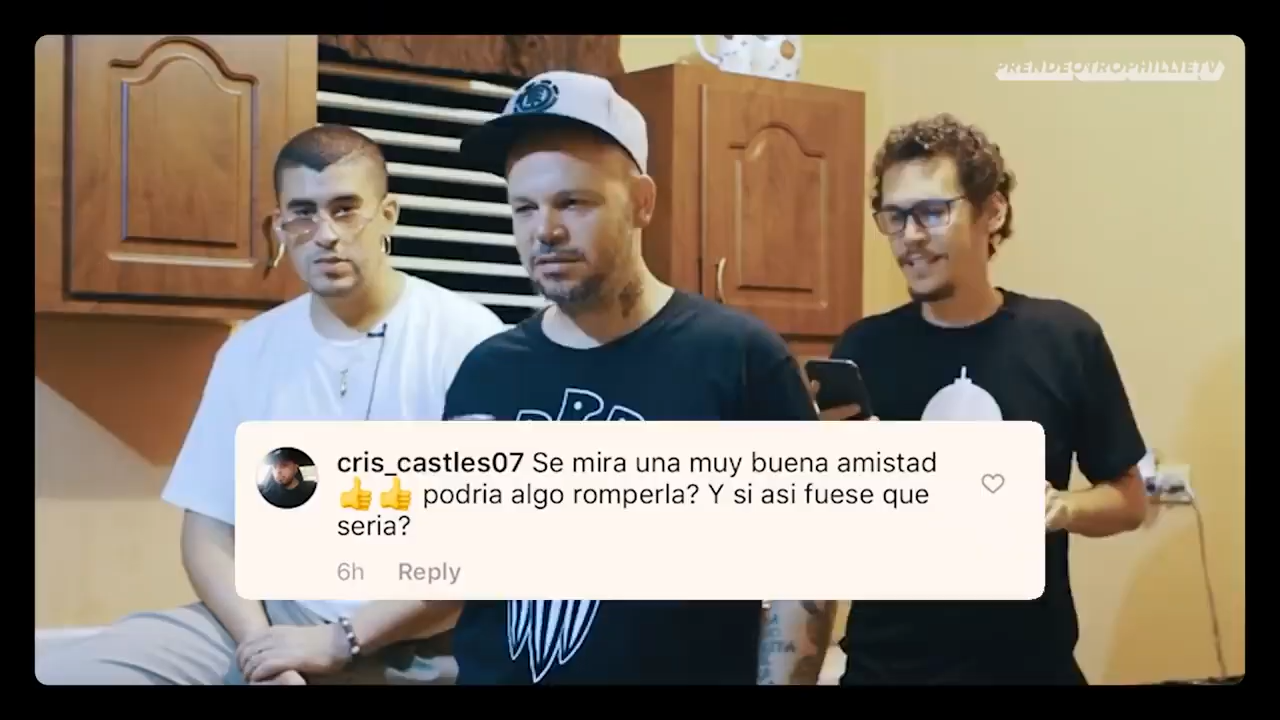 PRENDEOTROPHILLIETV
cris_castles07 Se mira una muy buena amistad
👍👍 podria algo romperla? Y si asi fuese que
seria?
6h Reply